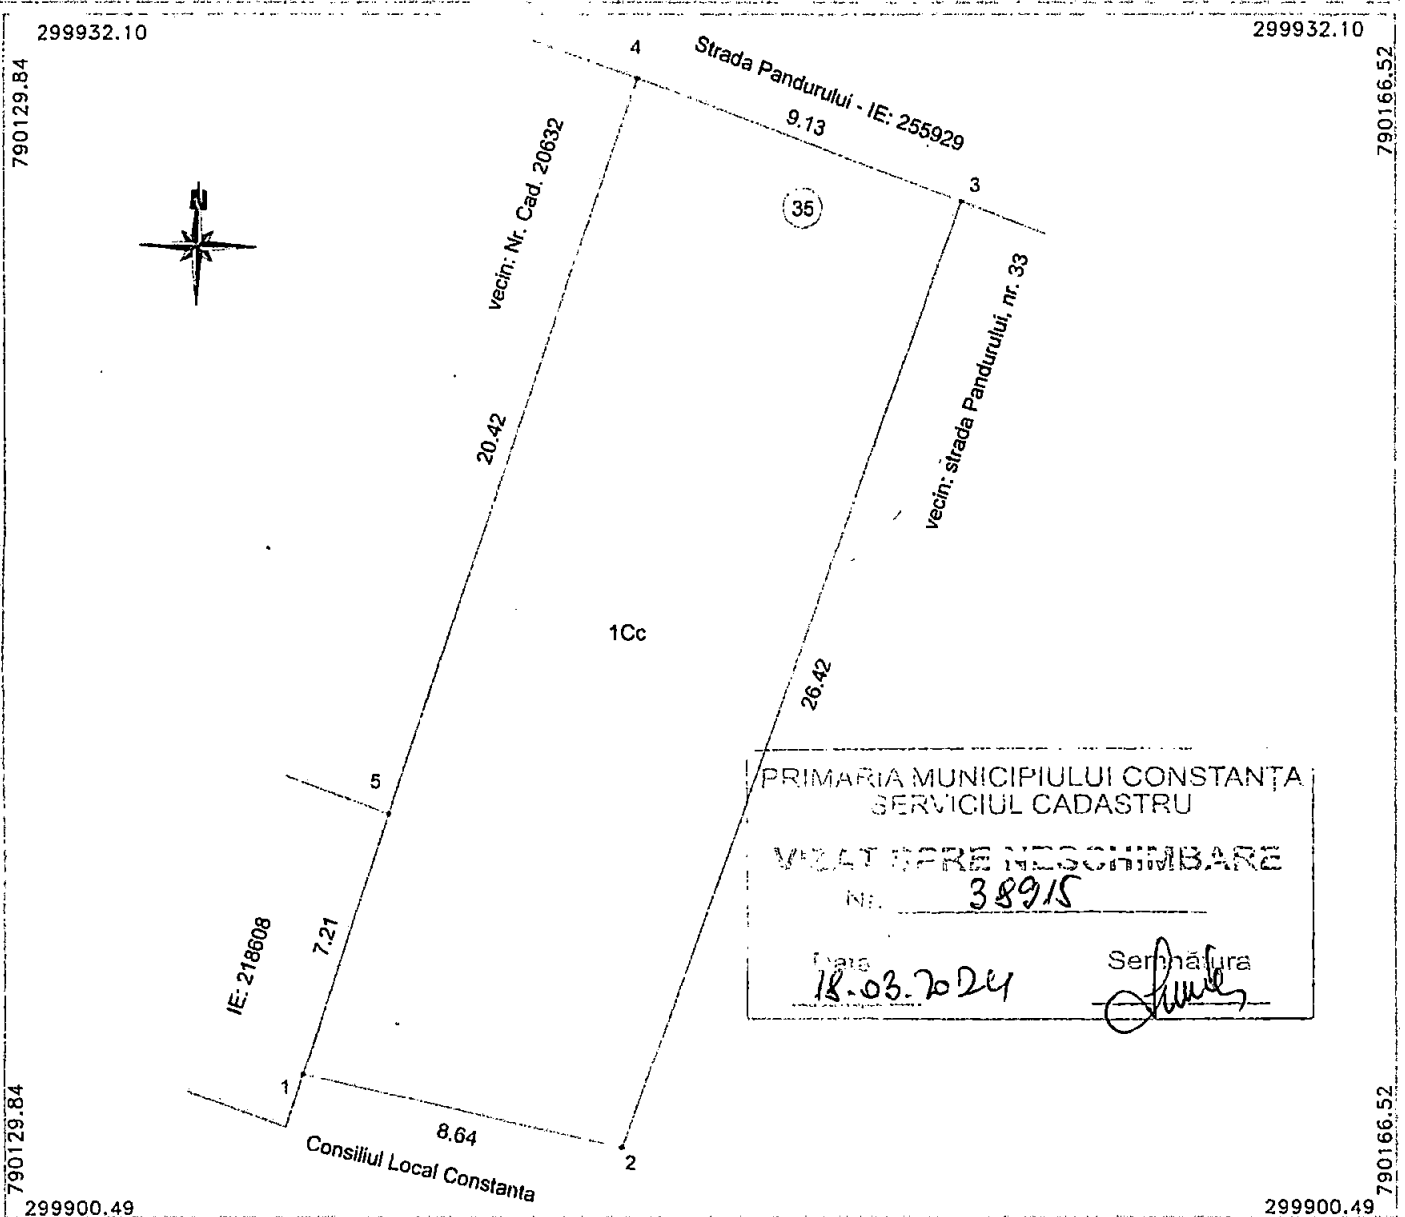 299932.10
299932.10
790129.84
790166.52
4
Strada Pandurului - IE: 255929
9.13
3
N
35
vecin: Nr. Cad. 20632
vecin: strada Pandurului, nr. 33
20.42
1Cc
26.42
5
PRIMARIA MUNICIPIULUI CONSTANȚA
SERVICIUL CADASTRU
VIZAT SPRE NESCHIMBARE
Nr. 38915
Data
Semnătura
18.03.2024
IE: 218608
7.21
1
8.64
2
Consiliul Local Constanta
790129.84
790166.52
299900.49
299900.49